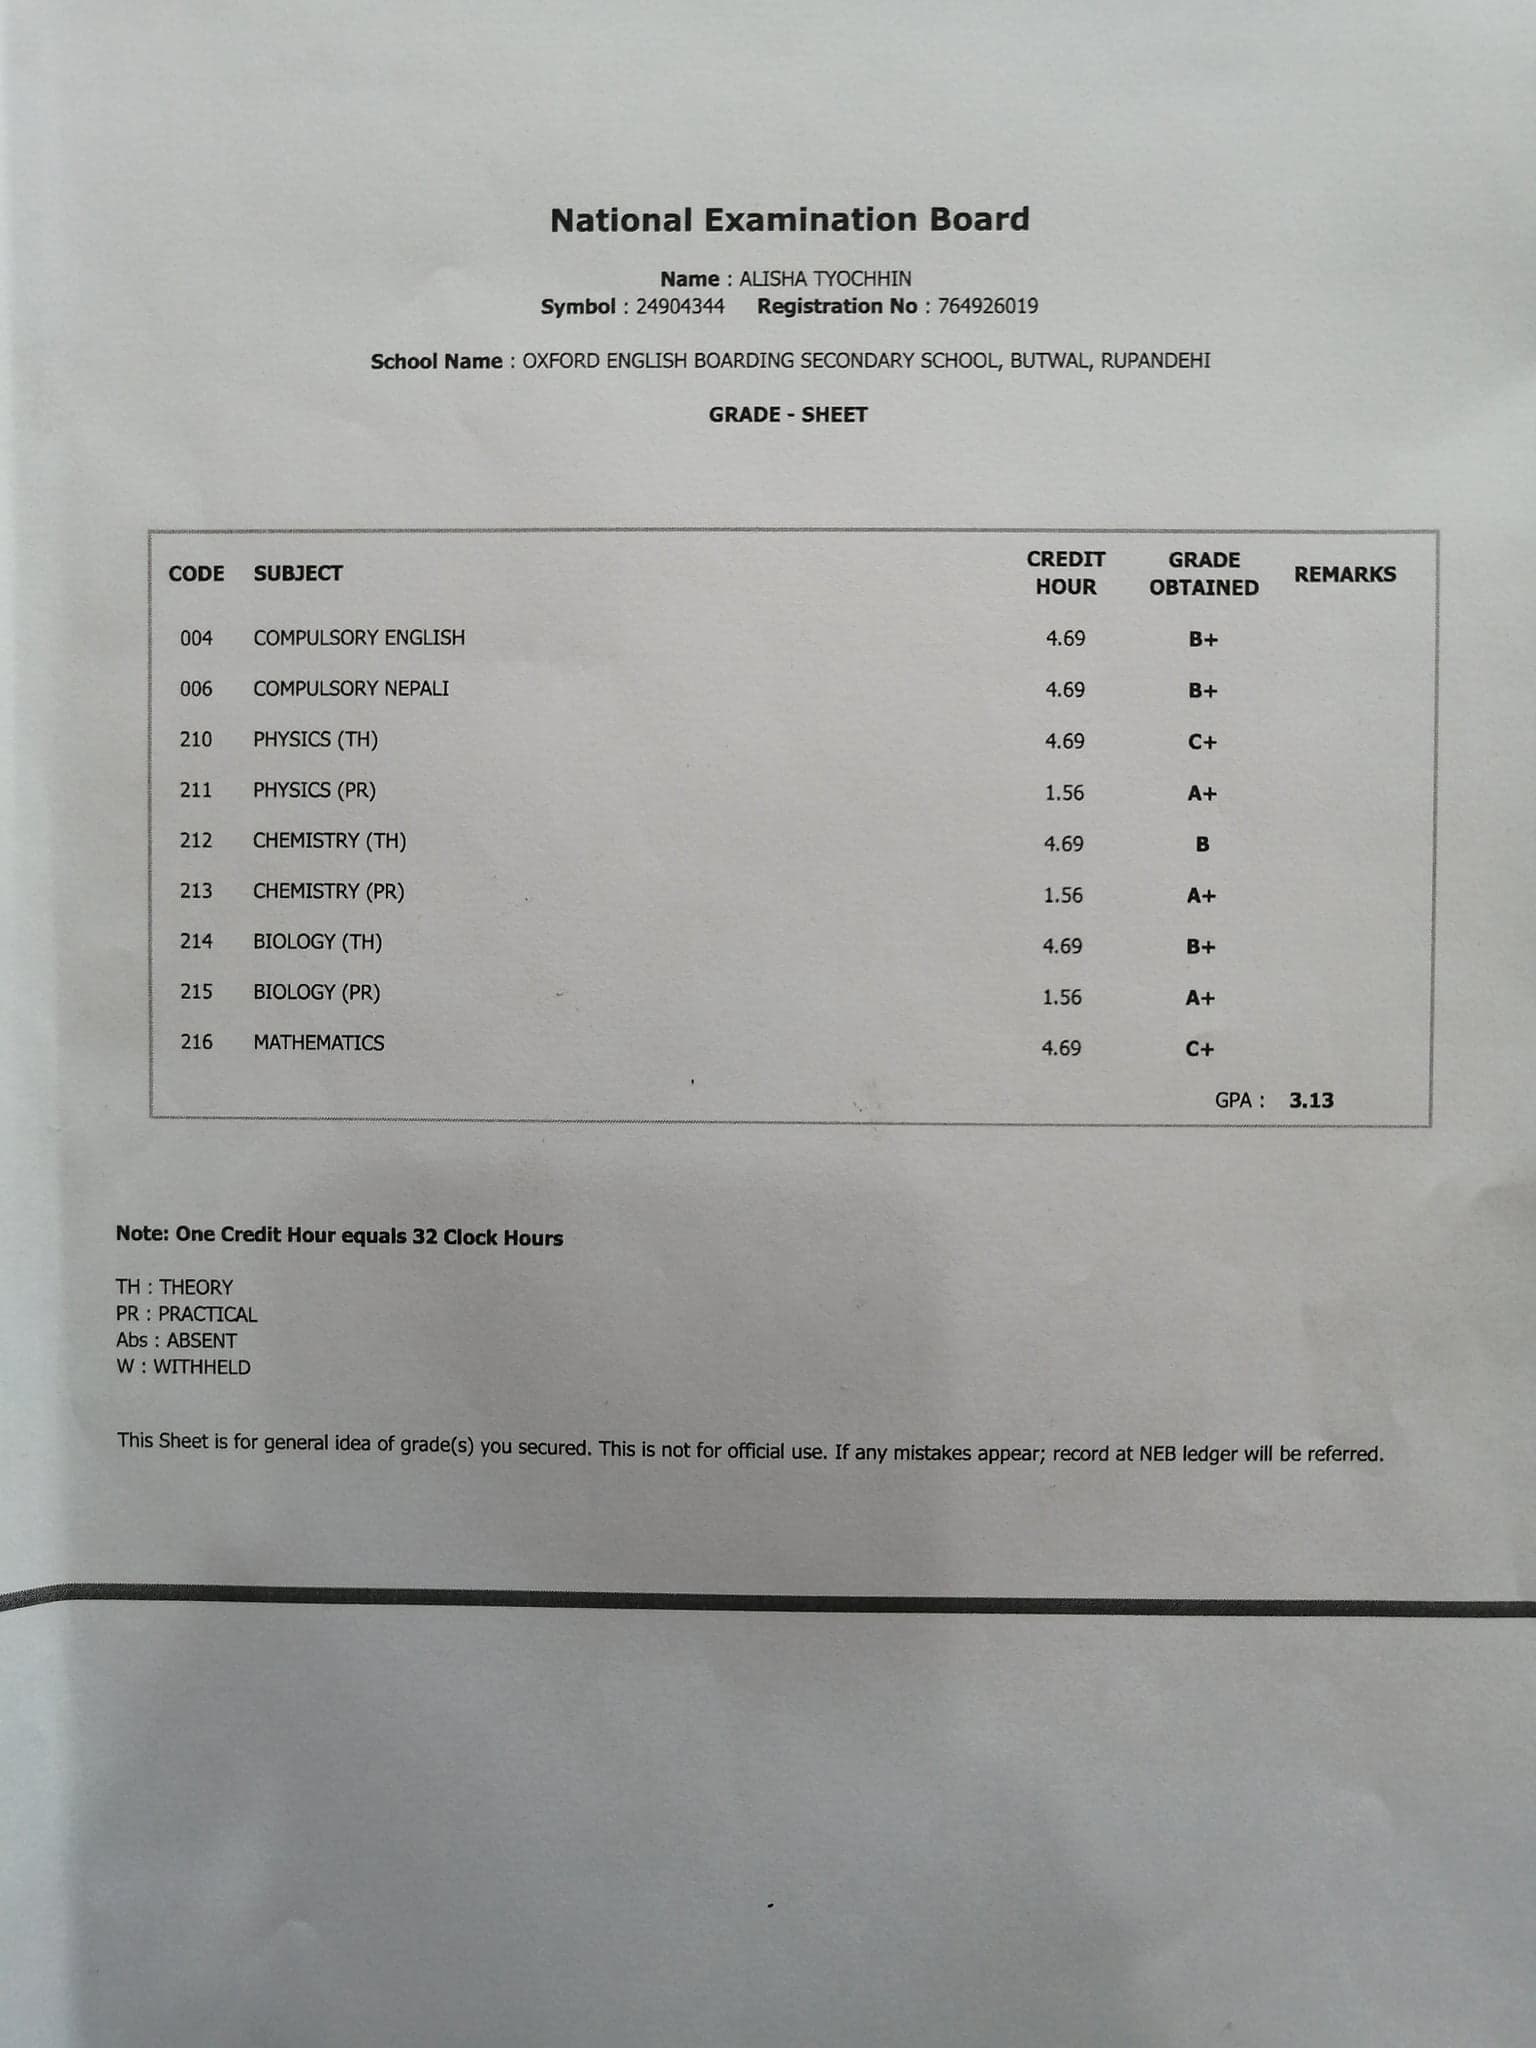 National Examination Board
Name : ALISHA TYOCHHIN
Symbol : 24904344 Registration No : 764926019
School Name : OXFORD ENGLISH BOARDING SECONDARY SCHOOL, BUTWAL, RUPANDEHI
GRADE - SHEET
CODE SUBJECT CREDIT HOUR GRADE OBTAINED REMARKS
004 COMPULSORY ENGLISH 4.69 B+
006 COMPULSORY NEPALI 4.69 B+
210 PHYSICS (TH) 4.69 C+
211 PHYSICS (PR) 1.56 A+
212 CHEMISTRY (TH) 4.69 B
213 CHEMISTRY (PR) 1.56 A+
214 BIOLOGY (TH) 4.69 B+
215 BIOLOGY (PR) 1.56 A+
216 MATHEMATICS 4.69 C+
GPA : 3.13
Note: One Credit Hour equals 32 Clock Hours
TH : THEORY
PR : PRACTICAL
Abs : ABSENT
W : WITHHELD
This Sheet is for general idea of grade(s) you secured. This is not for official use. If any mistakes appear; record at NEB ledger will be referred.